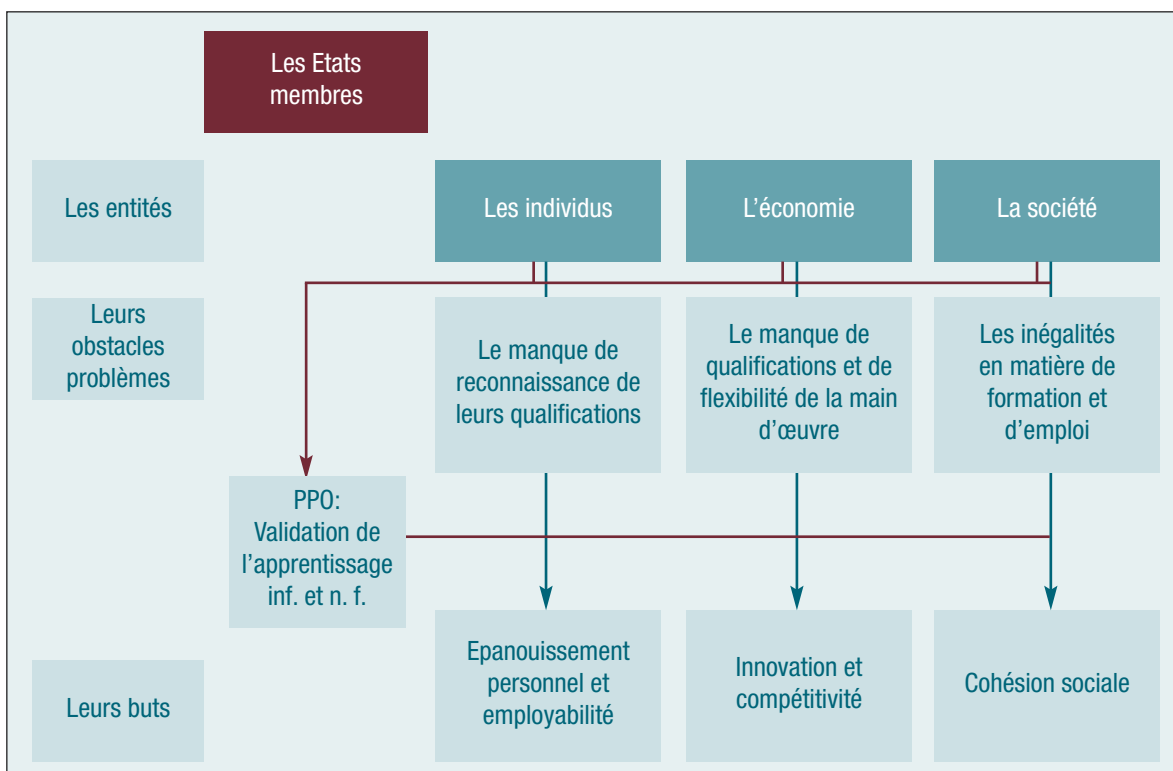 Les Etats
membres
Les entités
Les individus
L’économie
La société
Leurs
obstacles
problèmes
Le manque de
reconnaissance de
leurs qualifications
Le manque de
qualifications et de
flexibilité de la main
d’œuvre
Les inégalités
en matière de
formation et
d’emploi
PPO:
Validation de
l’apprentissage
inf. et n. f.
Leurs buts
Epanouissement
personnel et
employabilité
Innovation et
compétitivité
Cohésion sociale